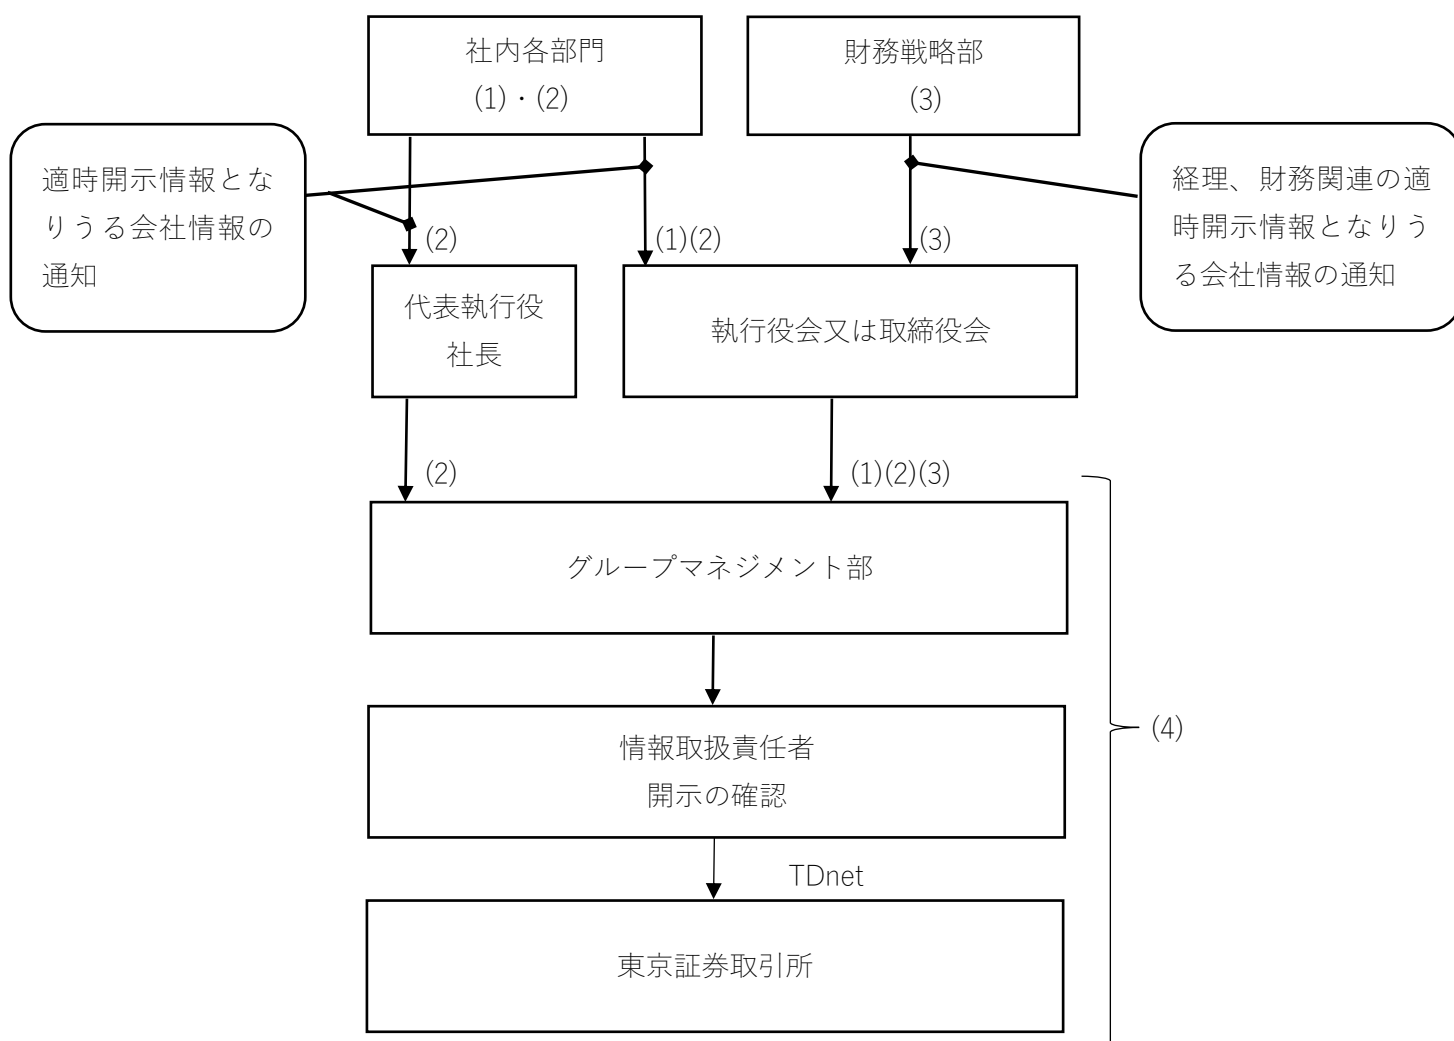 社内各部門
(1)・(2)
財務戦略部
(3)
適時開示情報とな
りうる会社情報の
通知
経理、財務関連の適
時開示情報となりう
る会社情報の通知
(2)
(1)(2)
(3)
代表執行役
社長
執行役会又は取締役会
(2)
(1)(2)(3)
グループマネジメント部
情報取扱責任者
開示の確認
(4)
TDnet
東京証券取引所